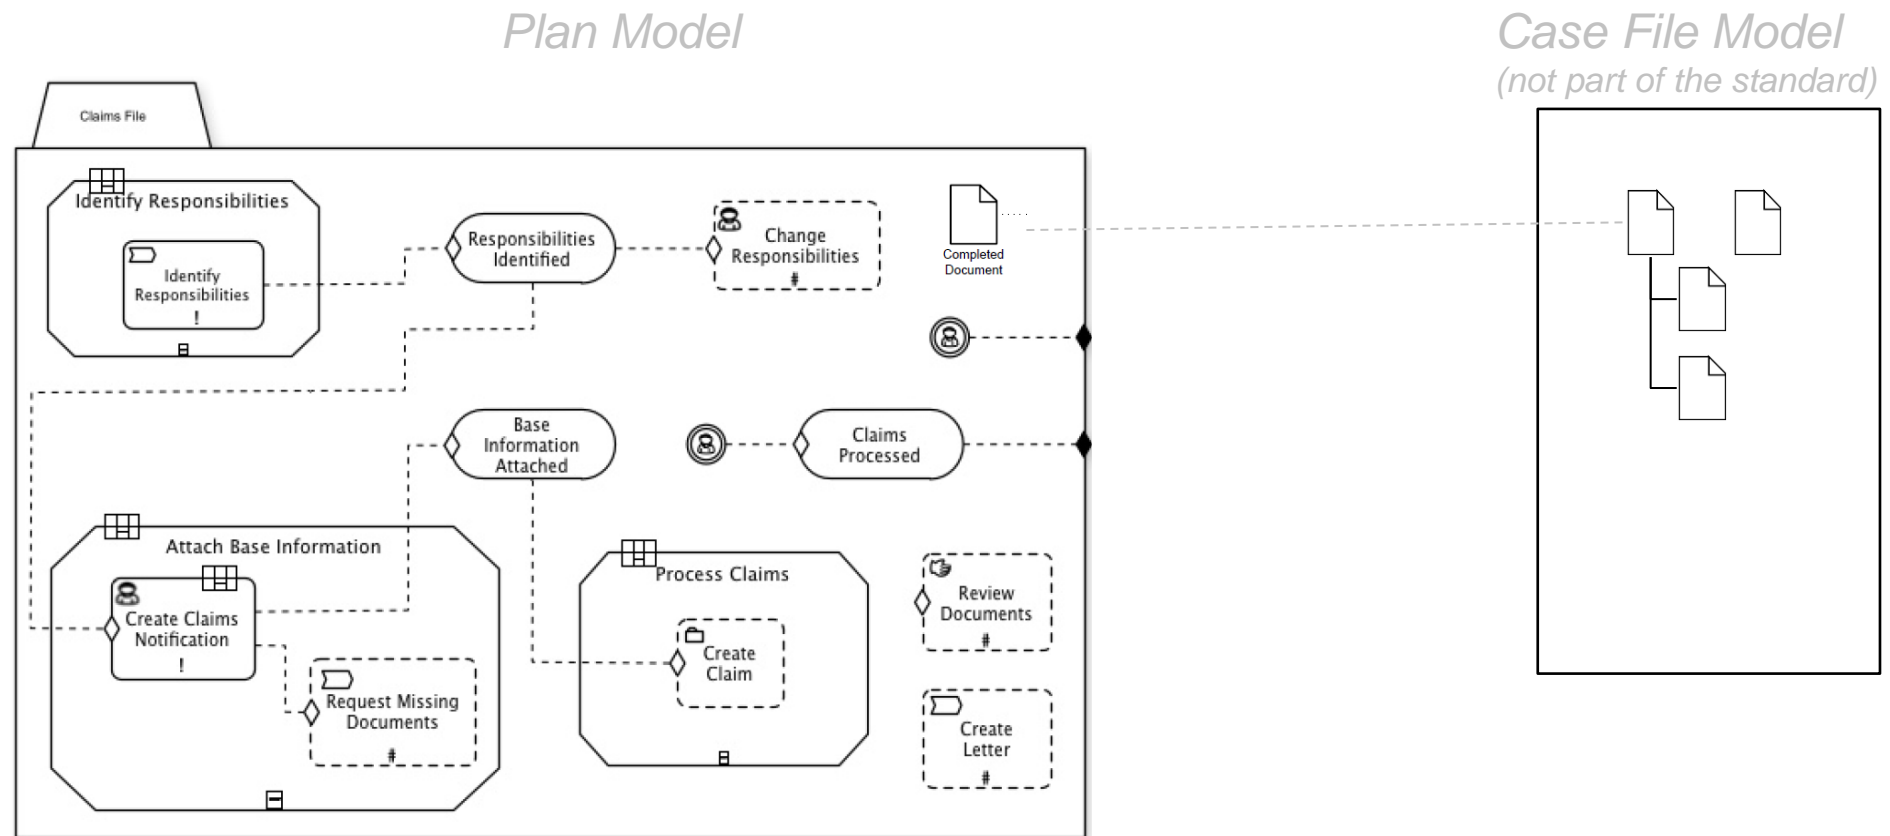 Plan Model
Case File Model
(not part of the standard)
Claims File
Identify Responsibilities
Identify
Responsibilities
!
Responsibilities
Identified
Change
Responsibilities
#
Completed
Document
Base
Information
Attached
Claims
Processed
Attach Base Information
Create Claims
Notification
!
Request Missing
Documents
#
Process Claims
Create
Claim
Review
Documents
#
Create
Letter
#